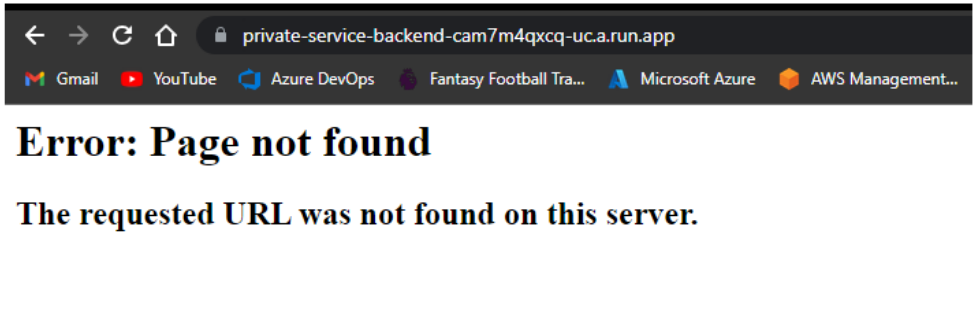 private-service-backend-cam7m4qxcq-uc.a.run.app
Gmail YouTube Azure DevOps Fantasy Football Tra... Microsoft Azure AWS Management...
Error: Page not found
The requested URL was not found on this server.